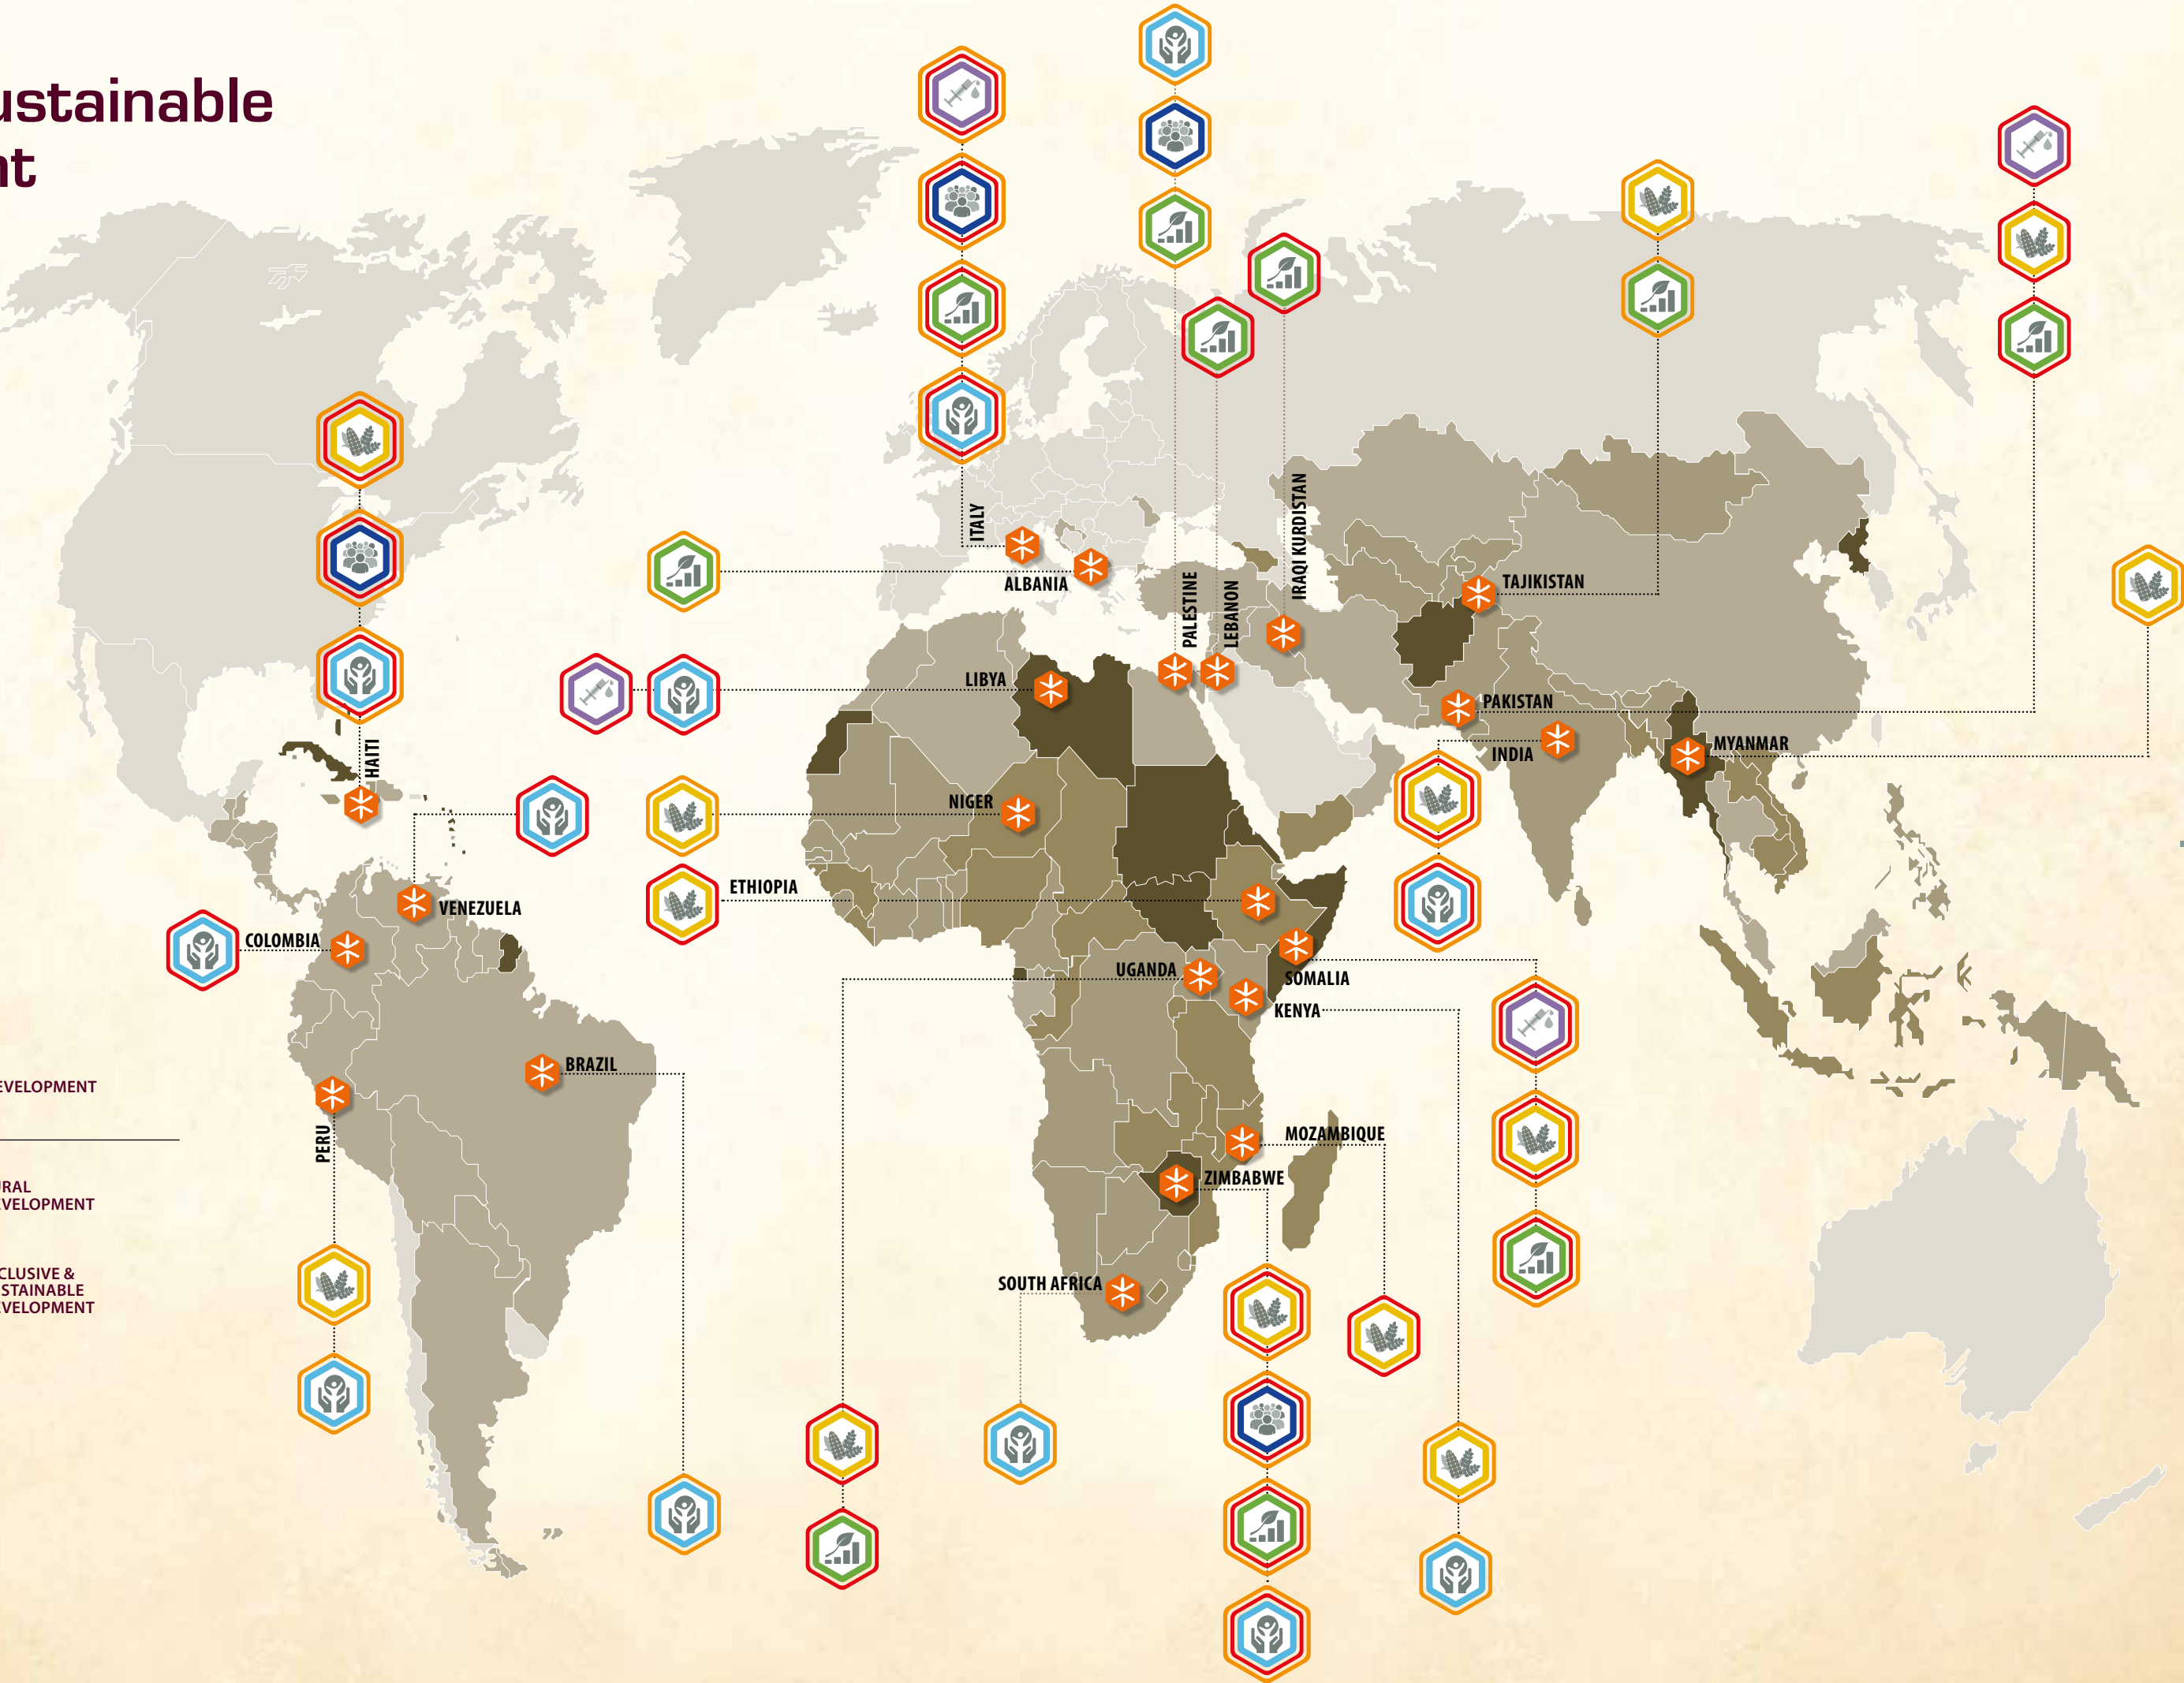 ustainable
nt
ITALY
ALBANIA
PALESTINE
LEBANON
IRAQI KURDISTAN
TAJIKISTAN
LIBYA
PAKISTAN
INDIA
MYANMAR
HAITI
NIGER
ETHIOPIA
VENEZUELA
COLOMBIA
UGANDA
SOMALIA
KENYA
BRAZIL
PERU
MOZAMBIQUE
ZIMBABWE
SOUTH AFRICA
EVELOPMENT
RAL
EVELOPMENT
CLUSIVE &
STAINABLE
EVELOPMENT